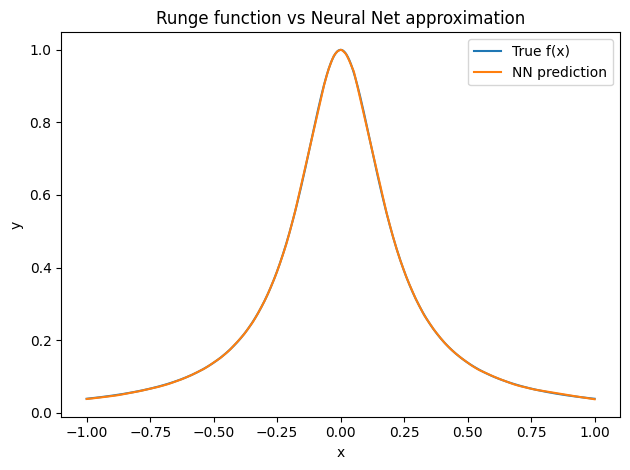 Runge function vs Neural Net approximation
True f(x)
NN prediction
y
1.0
0.8
0.6
0.4
0.2
0.0
−1.00 −0.75 −0.50 −0.25 0.00 0.25 0.50 0.75 1.00
x